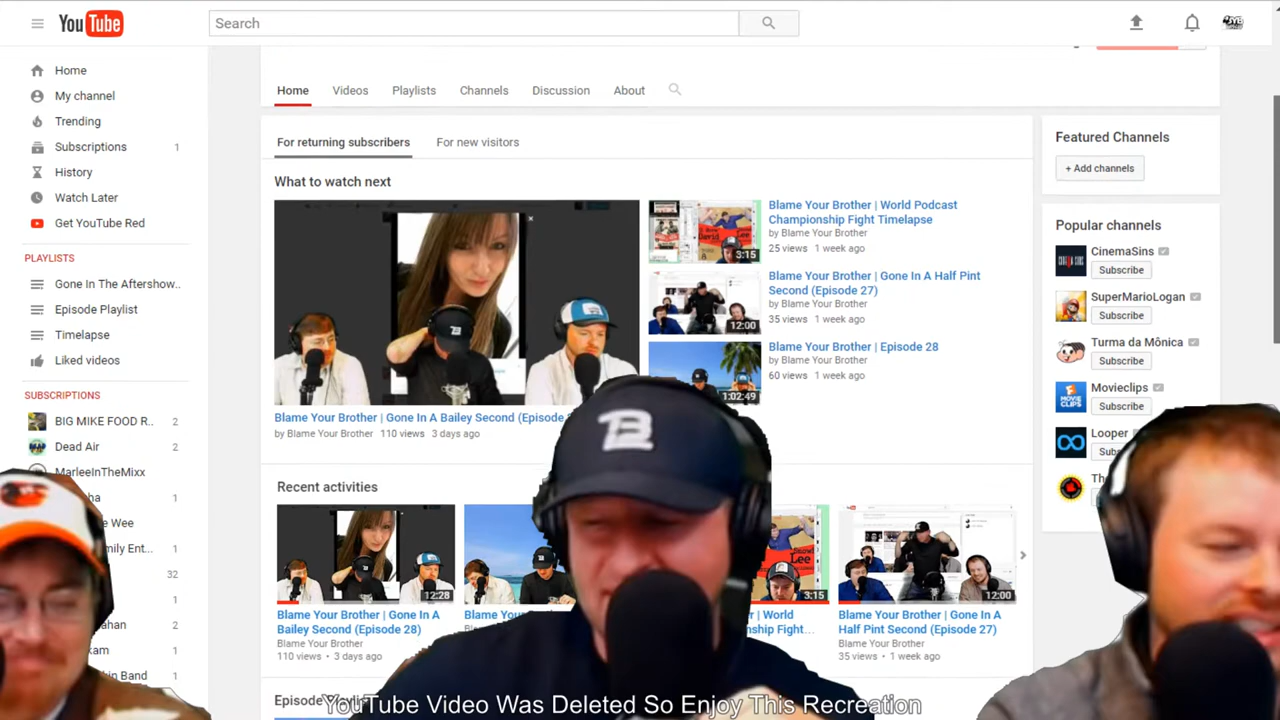 YouTube
Search
Home
My channel
Trending
Subscriptions 1
History
Watch Later
Get YouTube Red
PLAYLISTS
Gone In The Aftershow..
Episode Playlist
Timelapse
Liked videos
SUBSCRIPTIONS
BIG MIKE FOOD R.. 2
Dead Air 2
MarleeInTheMixx
1
Wee
Ent... 1
32
1
2
1
Band 1
Home Videos Playlists Channels Discussion About
For returning subscribers For new visitors
What to watch next
Blame Your Brother | Gone In A Bailey Second (Episode
by Blame Your Brother 110 views 3 days ago
3:15
Blame Your Brother | World Podcast
Championship Fight Timelapse
by Blame Your Brother
25 views 1 week ago
12:00
Blame Your Brother | Gone In A Half Pint
Second (Episode 27)
by Blame Your Brother
35 views 1 week ago
1:02:49
Blame Your Brother | Episode 28
by Blame Your Brother
60 views 1 week ago
Recent activities
12:28
Blame Your Brother | Gone In A
Bailey Second (Episode 28)
Blame Your Brother
110 views • 3 days ago
3:15
| World
Fight...
12:00
Blame Your Brother | Gone In A
Half Pint Second (Episode 27)
Blame Your Brother
35 views • 1 week ago
Featured Channels
+ Add channels
Popular channels
CinemaSins
Subscribe
SuperMarioLogan
Subscribe
Turma da Mônica
Subscribe
Movieclips
Subscribe
Looper
B
YouTube Video Was Deleted So Enjoy This Recreation